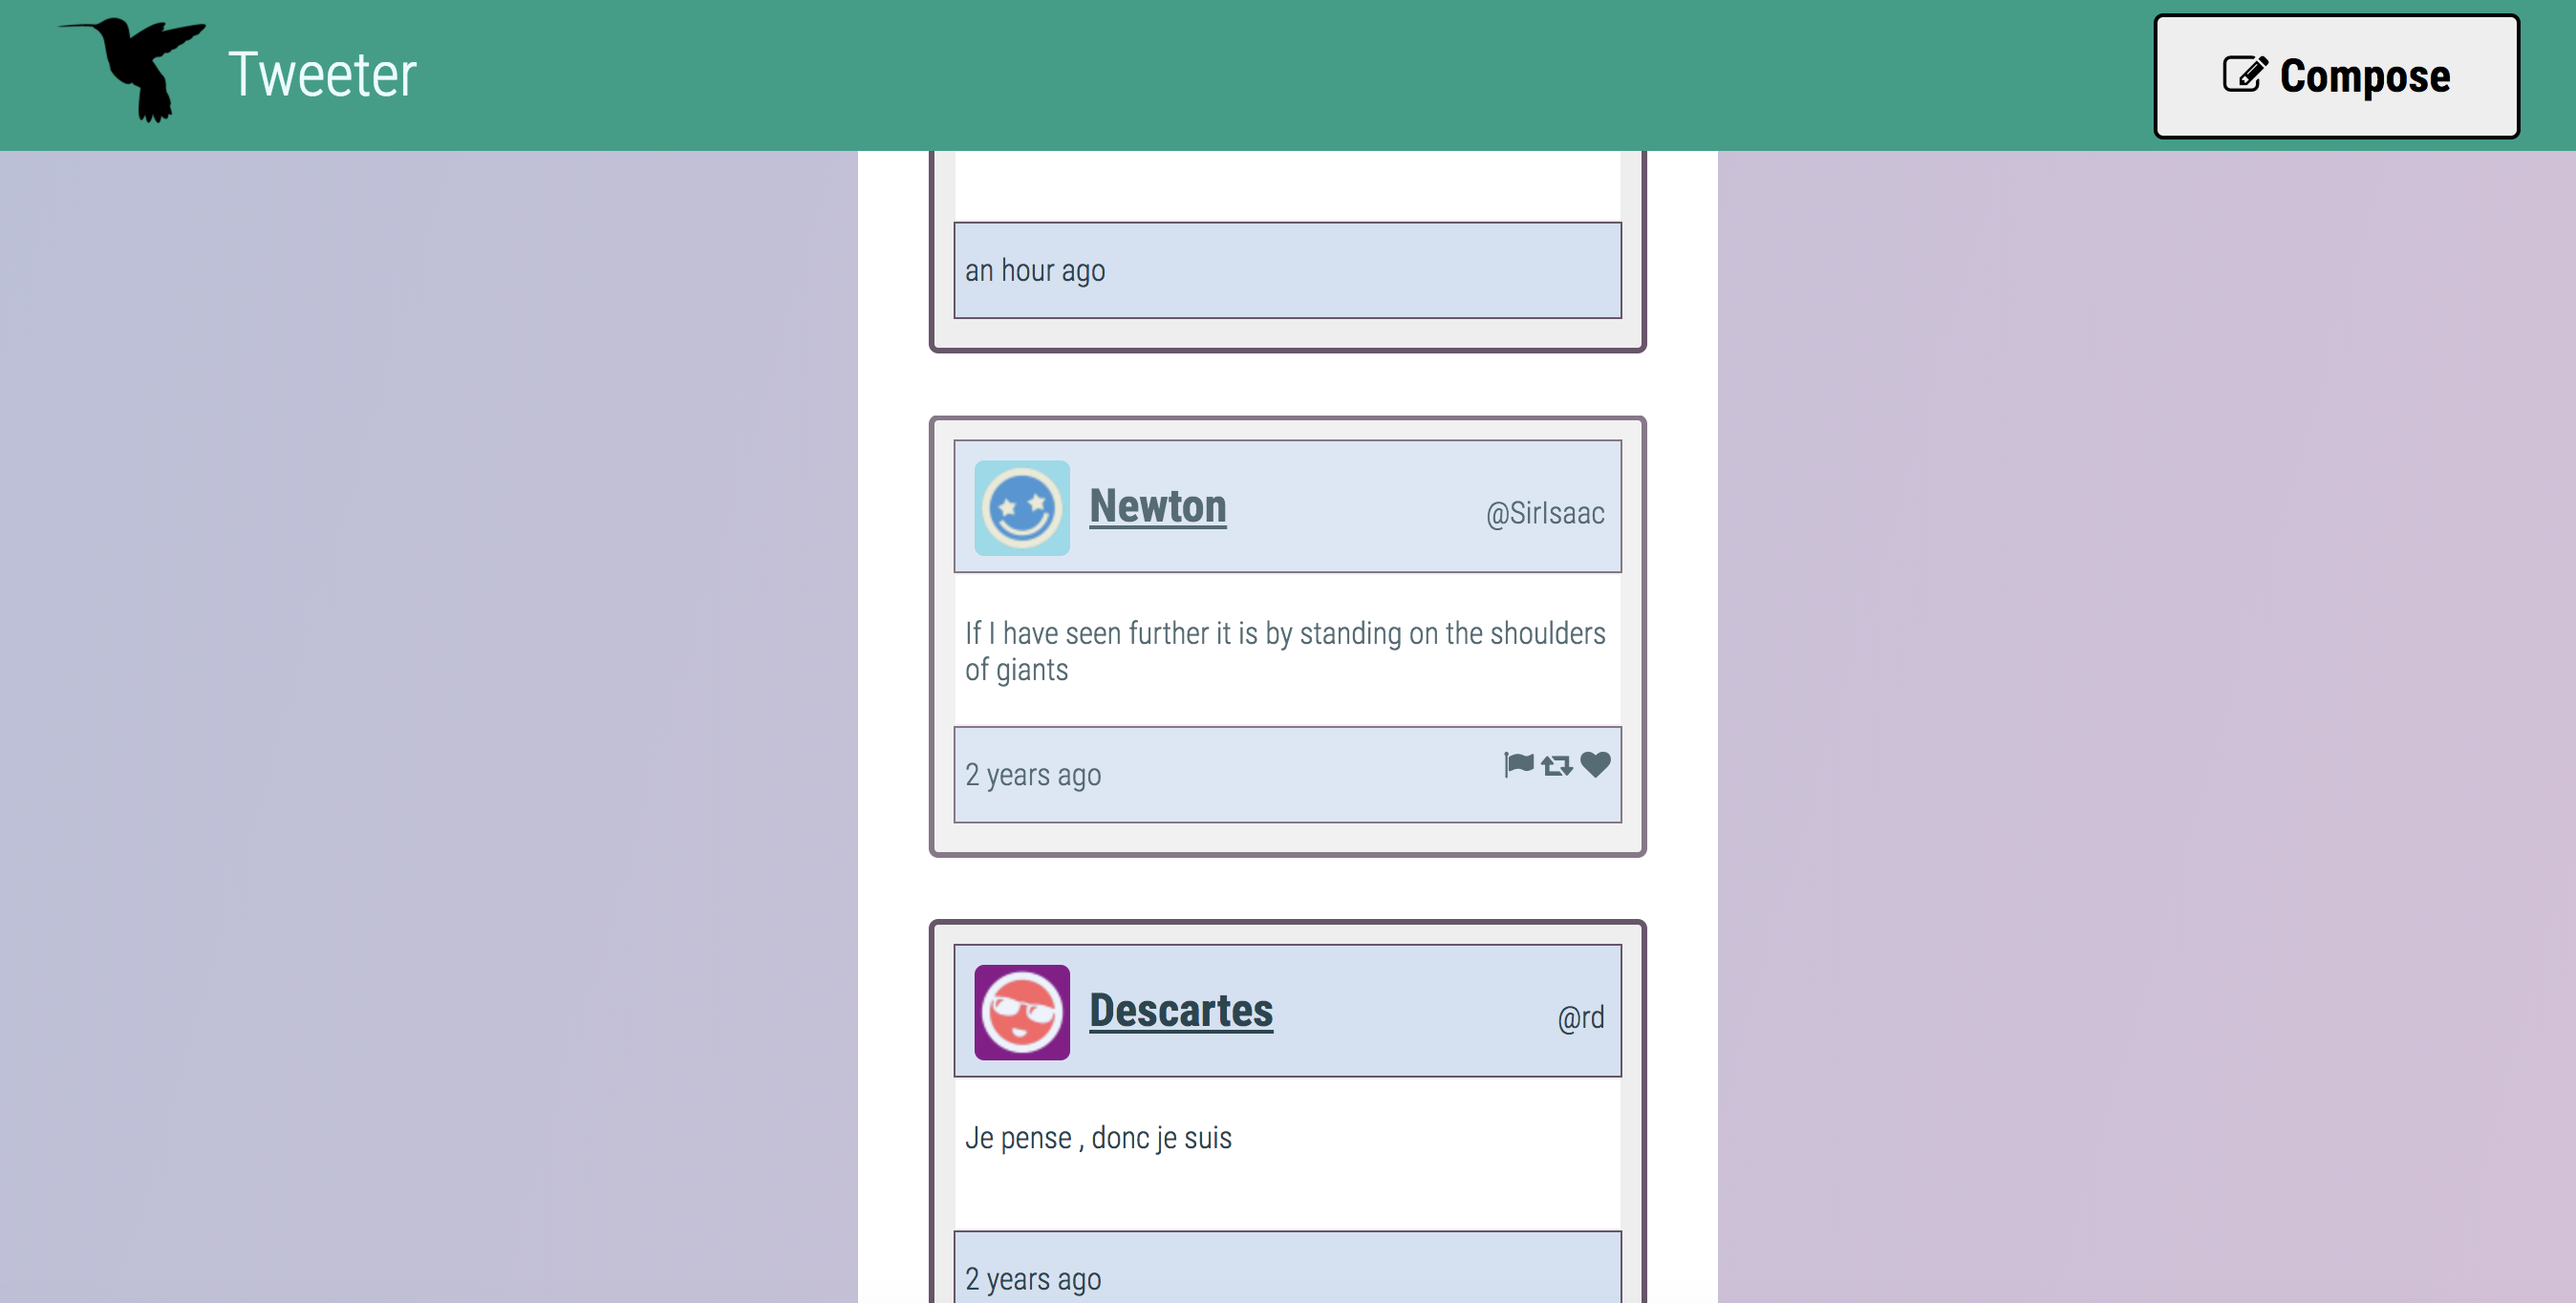 Tweeter
Compose
an hour ago
Newton
@SirIsaac
If I have seen further it is by standing on the shoulders
of giants
2 years ago
Descartes
@rd
Je pense , donc je suis
2 years ago